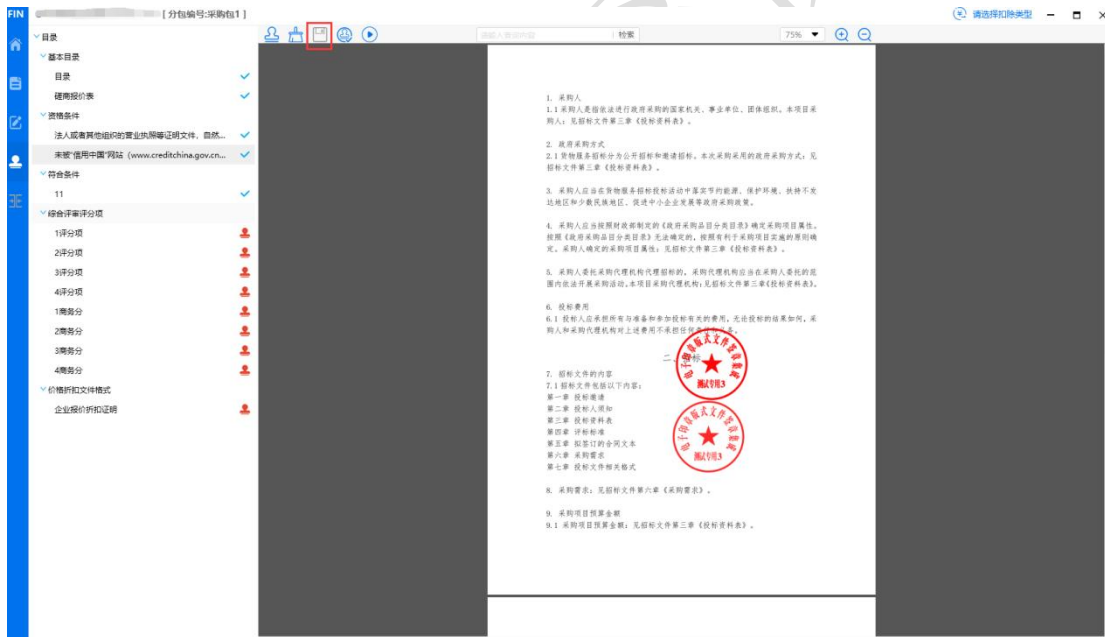 FIN
[ 分包编号:采购包1 ]
请选择扣除类型
请输入要搜内容
检索
75%
目录
基本目录
目录
磋商报价表
资格条件
法人或者其他组织的营业执照等证明文件，自然...
未被“信用中国”网站（www.creditchina.gov.cn...
符合条件
11
综合评审评分项
1评分项
2评分项
3评分项
4评分项
1商务分
2商务分
3商务分
4商务分
价格折扣文件格式
企业报价折扣证明
1. 采购人
1.1 采购人是指依法进行政府采购的国家机关、事业单位、团体组织。本项目采
购人：见招标文件第三章《投标资料表》。
2. 政府采购方式
2.1 货物服务招标分为公开招标和邀请招标。本次采购采用的政府采购方式：见
招标文件第三章《投标资料表》。
3. 采购人应当在货物服务招标投标活动中落实节约能源、保护环境、扶持不发
达地区和少数民族地区、促进中小企业发展等政府采购政策。
4. 采购人应当按照财政部制定的《政府采购品目分类目录》确定采购项目属性。
按照《政府采购品目分类目录》无法确定的，按照有利于采购项目实施的原则确
定。采购人确定的采购项目属性：见招标文件第三章《投标资料表》。
5. 采购人委托采购代理机构代理招标的，采购代理机构应当在采购人委托的范
围内依法开展采购活动。本项目采购代理机构：见招标文件第三章《投标资料表》。
6. 投标费用
6.1 投标人应承担所有与准备和参加投标有关的费用，无论投标的结果如何，采
购人和采购代理机构对上述费用不承担任何
二、 标
7. 招标文件的内容
7.1 招标文件包括以下内容：
第一章 投标邀请
第二章 投标人须知
第三章 投标资料表
第四章 评标标准
第五章 拟签订的合同文本
第六章 采购需求
第七章 投标文件相关格式
电子印章版式文件签章集成
测试专用3
电子印章版式文件签章集成
测试专用3
8. 采购需求：见招标文件第六章《采购需求》。
9. 采购项目预算金额
9.1 采购项目预算金额：见招标文件第三章《投标资料表》。